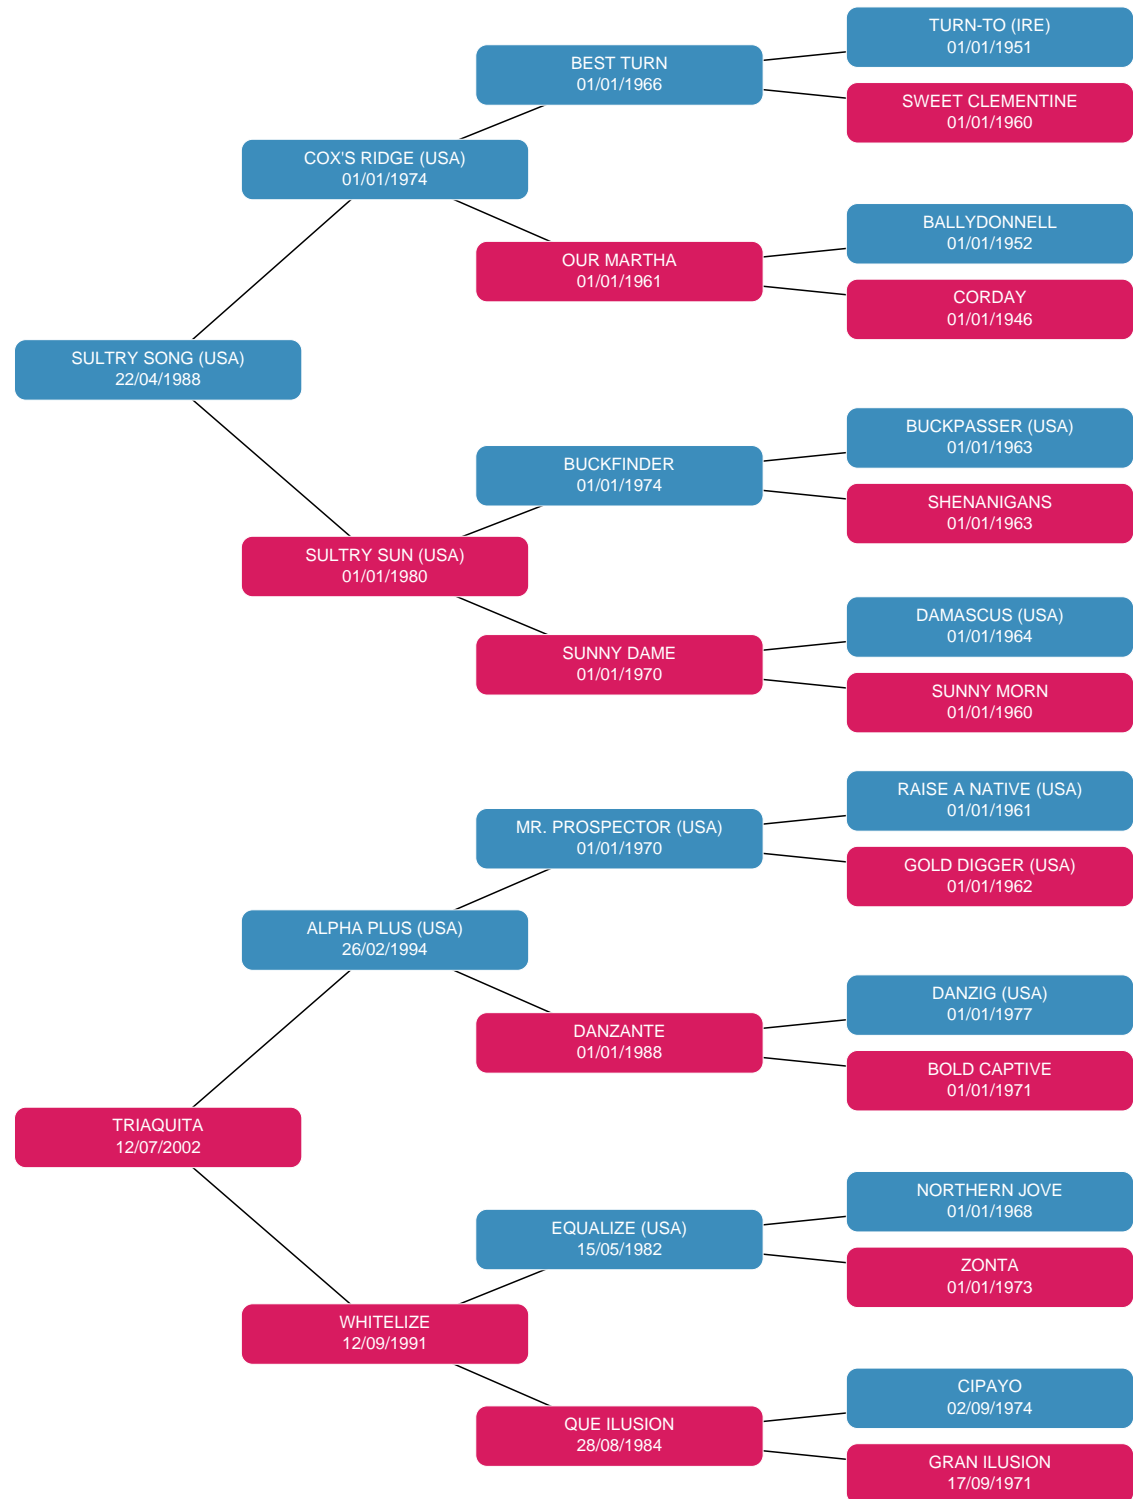 TURN-TO (IRE)
01/01/1951
BEST TURN
01/01/1966
SWEET CLEMENTINE
01/01/1960
COX'S RIDGE (USA)
01/01/1974
BALLYDONNELL
01/01/1952
OUR MARTHA
01/01/1961
CORDAY
01/01/1946
SULTRY SONG (USA)
22/04/1988
BUCKPASSER (USA)
01/01/1963
BUCKFINDER
01/01/1974
SHENANIGANS
01/01/1963
SULTRY SUN (USA)
01/01/1980
DAMASCUS (USA)
01/01/1964
SUNNY DAME
01/01/1970
SUNNY MORN
01/01/1960
RAISE A NATIVE (USA)
01/01/1961
MR. PROSPECTOR (USA)
01/01/1970
GOLD DIGGER (USA)
01/01/1962
ALPHA PLUS (USA)
26/02/1994
DANZIG (USA)
01/01/1977
DANZANTE
01/01/1988
BOLD CAPTIVE
01/01/1971
TRIAQUITA
12/07/2002
NORTHERN JOVE
01/01/1968
EQUALIZE (USA)
15/05/1982
ZONTA
01/01/1973
WHITELIZE
12/09/1991
CIPAYO
02/09/1974
QUE ILUSION
28/08/1984
GRAN ILUSION
17/09/1971